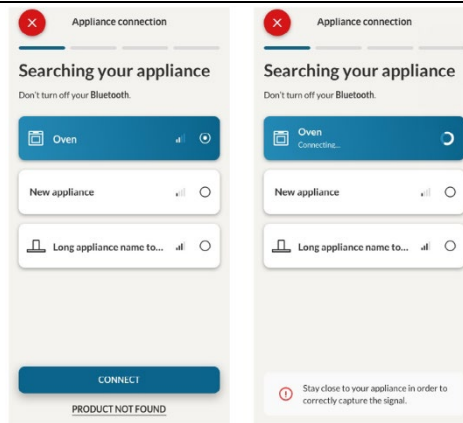 Appliance connection
Searching your appliance
Don't turn off your Bluetooth.
Oven
New appliance
Long appliance name to...
CONNECT
PRODUCT NOT FOUND
Appliance connection
Searching your appliance
Don't turn off your Bluetooth.
Oven
Connecting...
New appliance
Long appliance name to...
Stay close to your appliance in order to
correctly capture the signal.